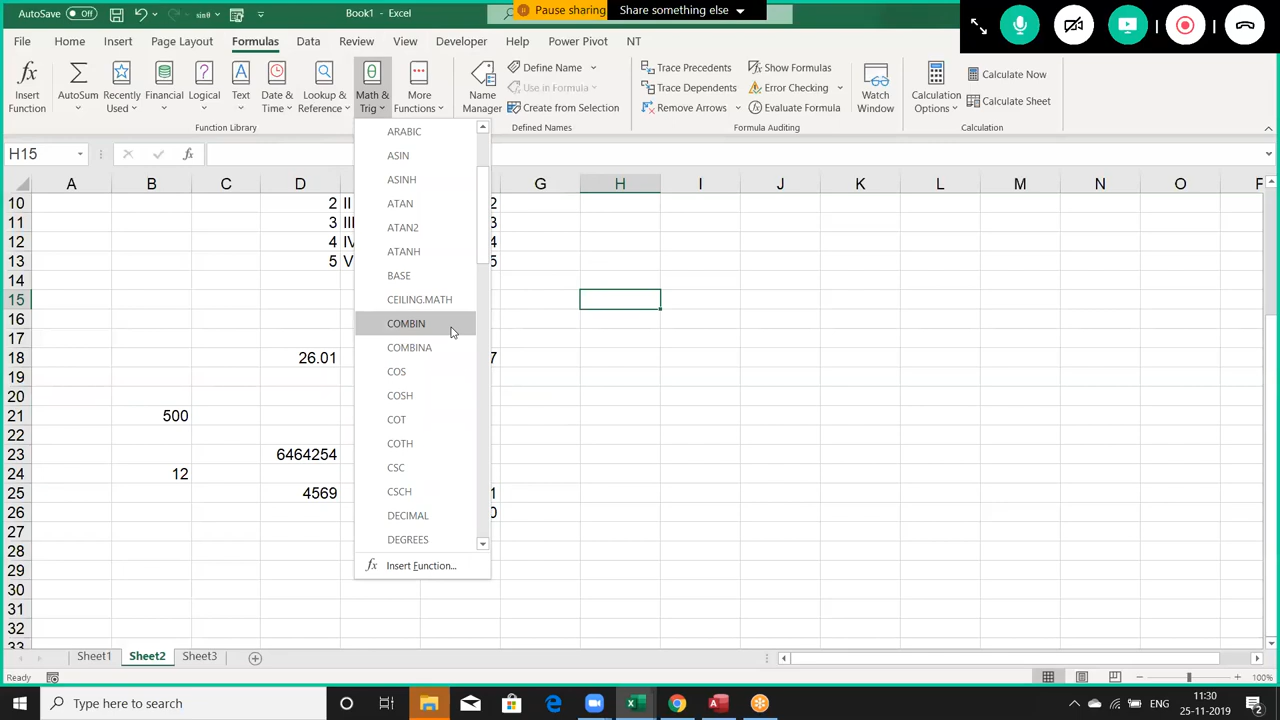 AutoSave Off
sin
Book1 - Excel
Pause sharing
Share something else
File Home Insert Page Layout Formulas Data Review View Developer Help Power Pivot NT
Insert Function
AutoSum
Recently Used
Financial
Logical
Text
Date & Time
Lookup & Reference
Math & Trig
More Functions
Name Manager
Define Name
Use in Formula
Create from Selection
Trace Precedents
Trace Dependents
Remove Arrows
Show Formulas
Error Checking
Evaluate Formula
Watch Window
Calculation Options
Calculate Now
Calculate Sheet
Function Library
Defined Names
Formula Auditing
Calculation
H15
fx
A B C D G H I J K L M N O
10 2 II 2
11 3 III 3
12 4 IV 4
13 5 V 5
14
15
16
17
18 26.01 7
19
20
21 500
22
23 6464254
24 12
25 4569 1
26 0
27
28
29
30
31
32
33
ARABIC
ASIN
ASINH
ATAN
ATAN2
ATANH
BASE
CEILING.MATH
COMBIN
COMBINA
COS
COSH
COT
COTH
CSC
CSCH
DECIMAL
DEGREES
fx Insert Function...
Sheet1 Sheet2 Sheet3
Ready
100%
Type here to search
ENG
11:30
25-11-2019
2